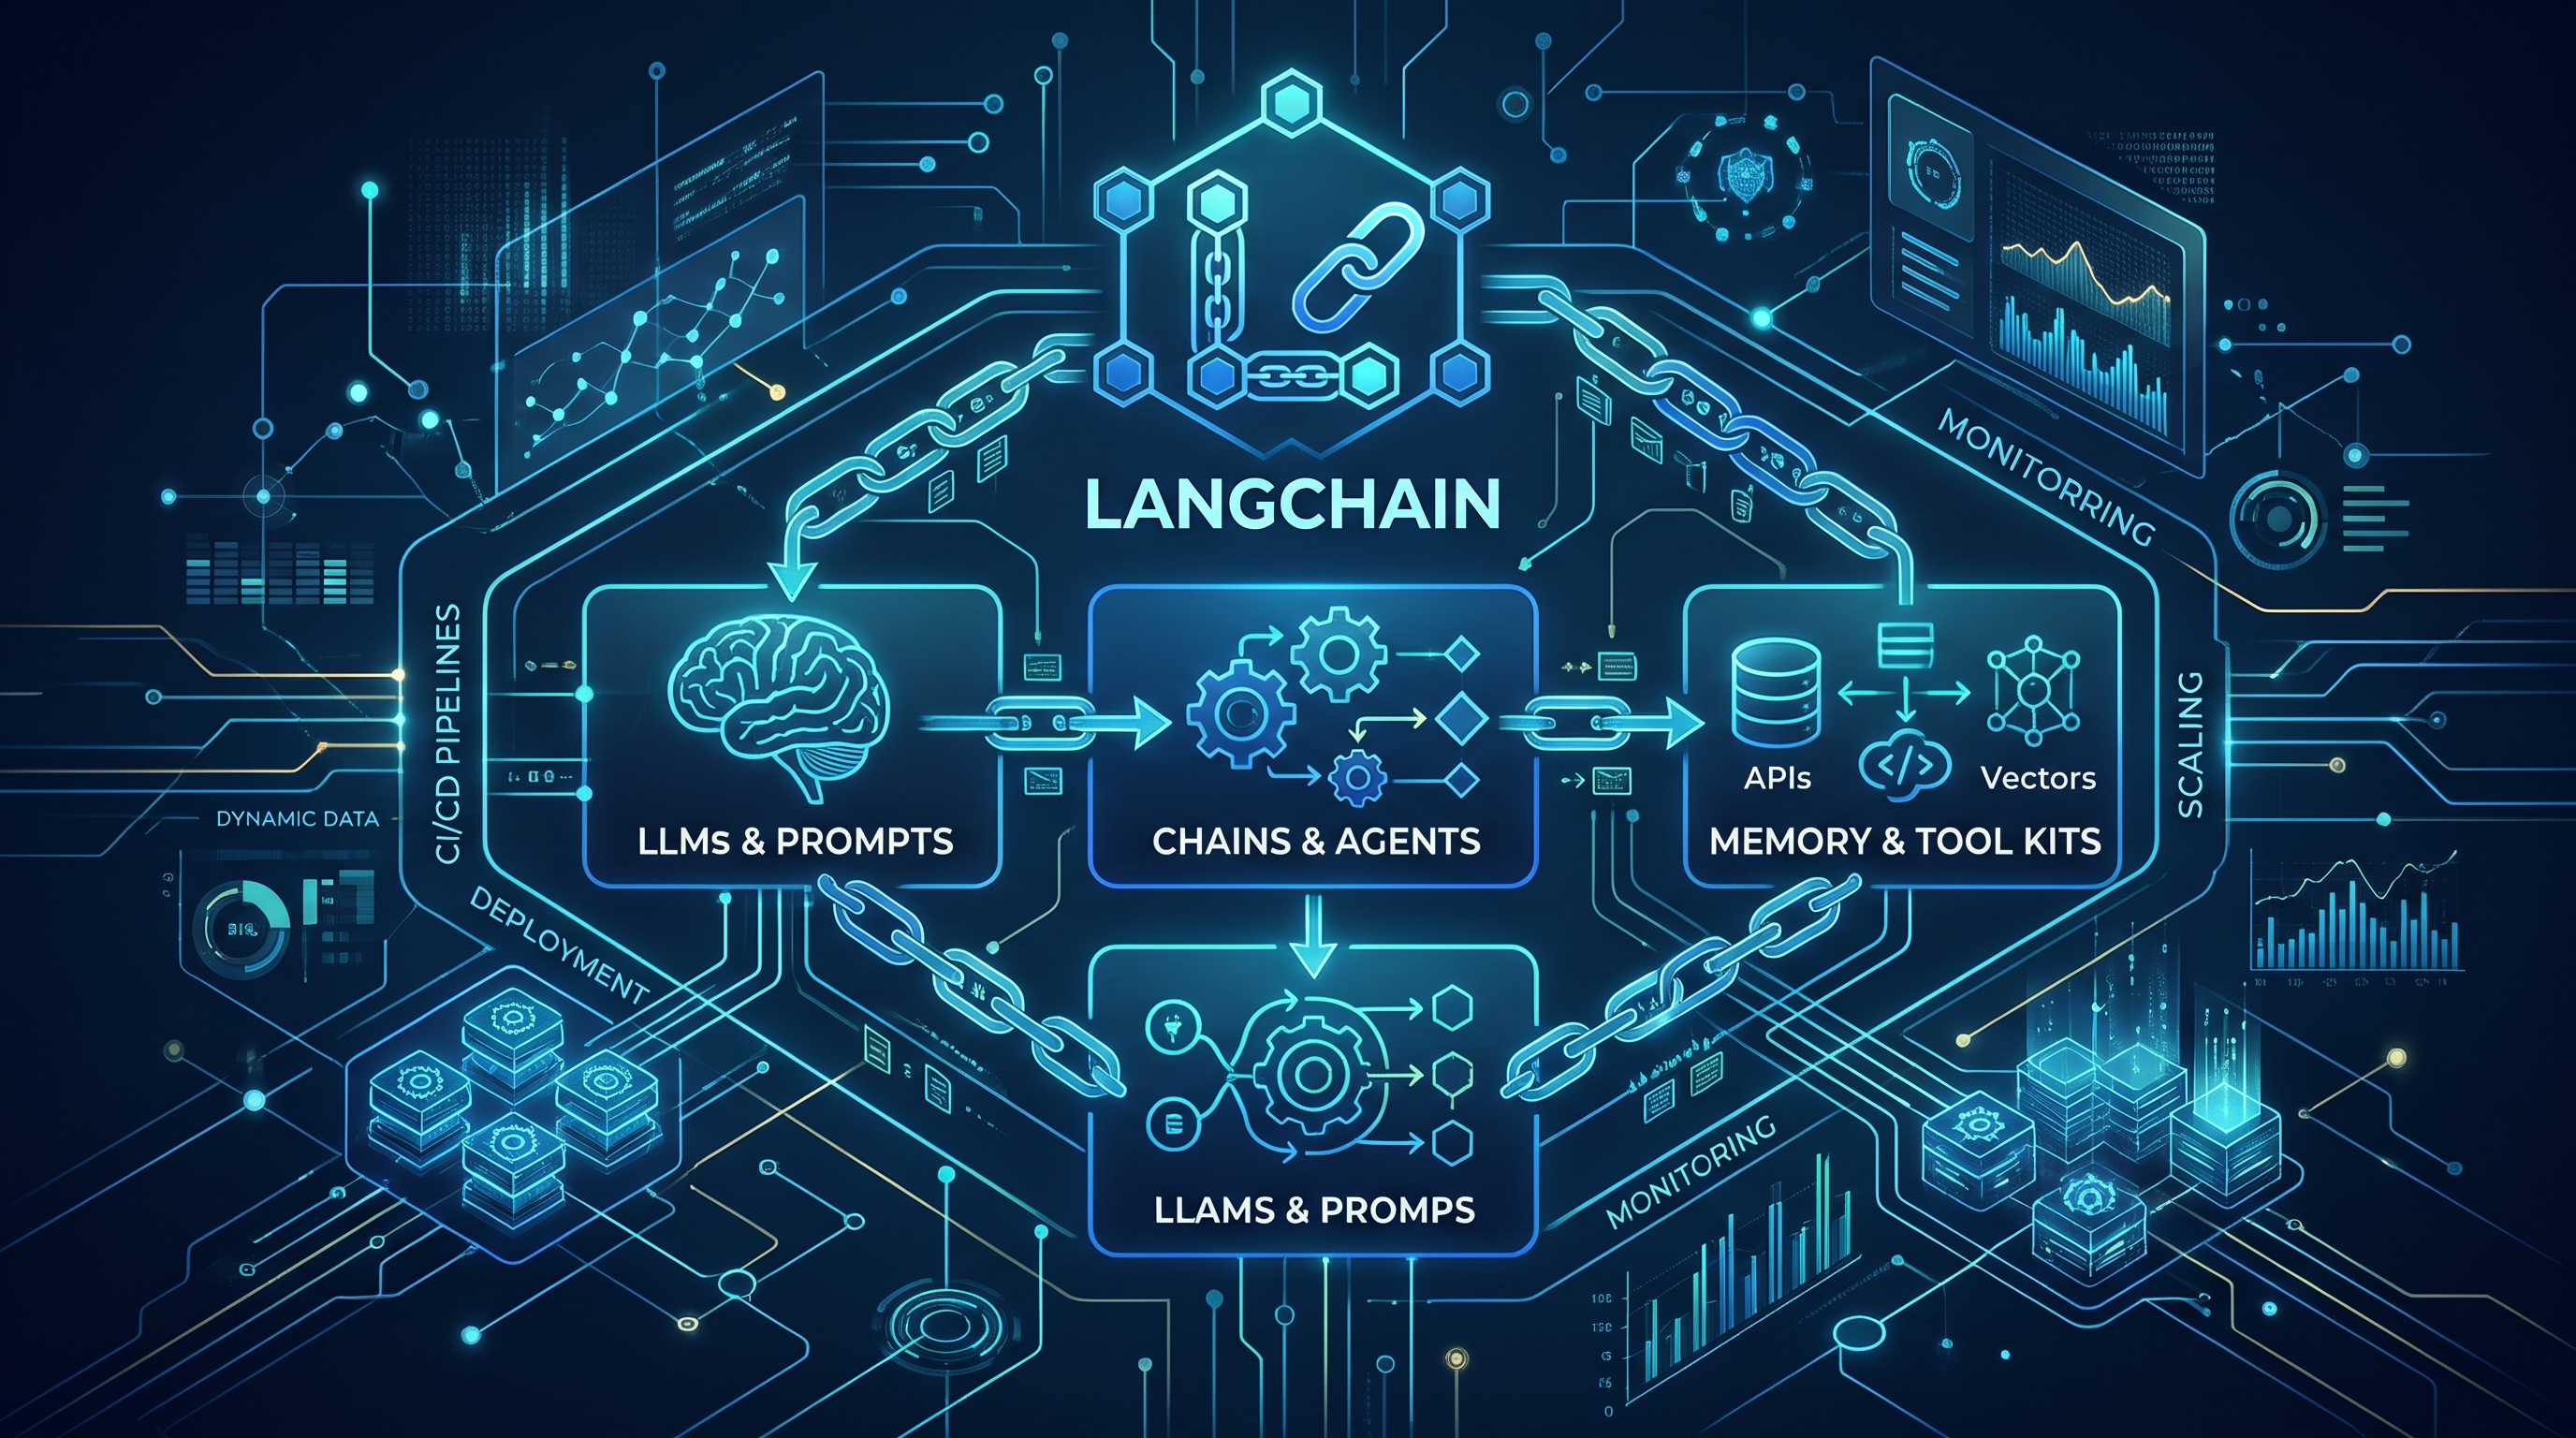 LANGCHAIN
MONITORRING
CI/CD PIPELINES
SCALING
APIs
Vectors
LLMs & PROMPTS
CHAINS & AGENTS
MEMORY & TOOL KITS
DYNAMIC DATA
DEPLOYMENT
LLAMS & PROMPS
MONITORING
0